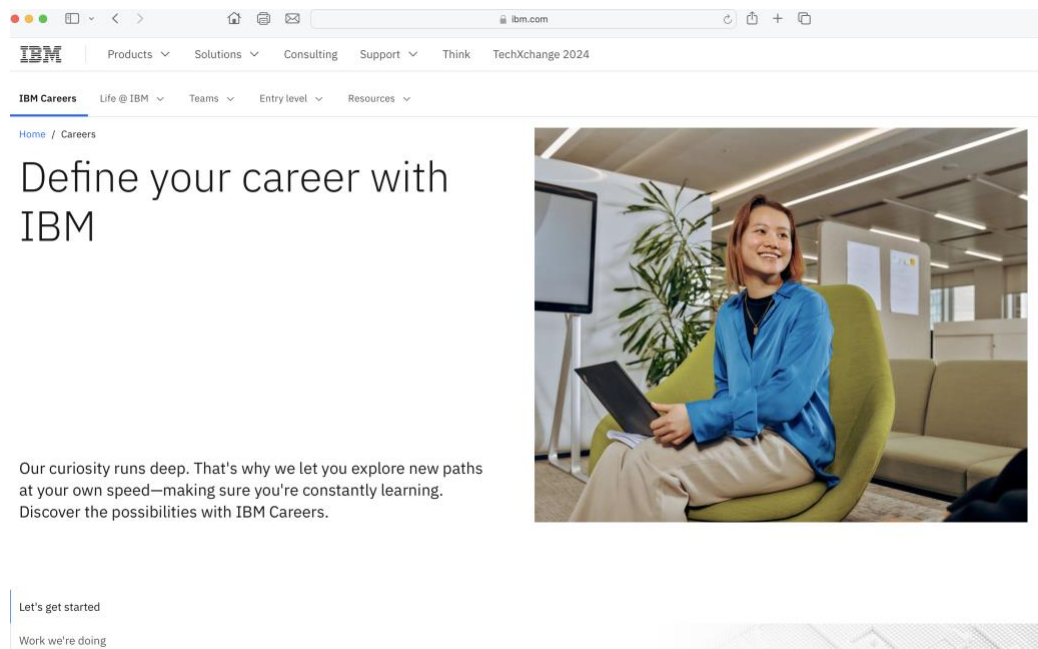 ibm.com
IBM Products Solutions Consulting Support Think TechXchange 2024
IBM Careers Life @ IBM Teams Entry level Resources
Home / Careers
Define your career with
IBM
Our curiosity runs deep. That's why we let you explore new paths
at your own speed—making sure you're constantly learning.
Discover the possibilities with IBM Careers.
Let's get started
Work we're doing